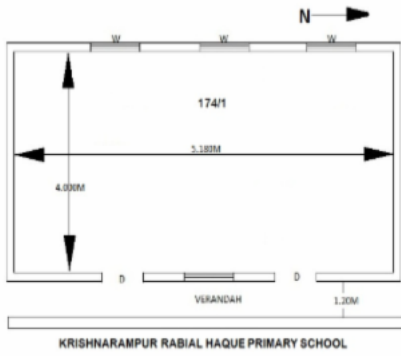 N
W W W
174/1
5.180M
4.000M
D D
VERANDAH 1.20M
KRISHNARAMPUR RABIAL HAQUE PRIMARY SCHOOL